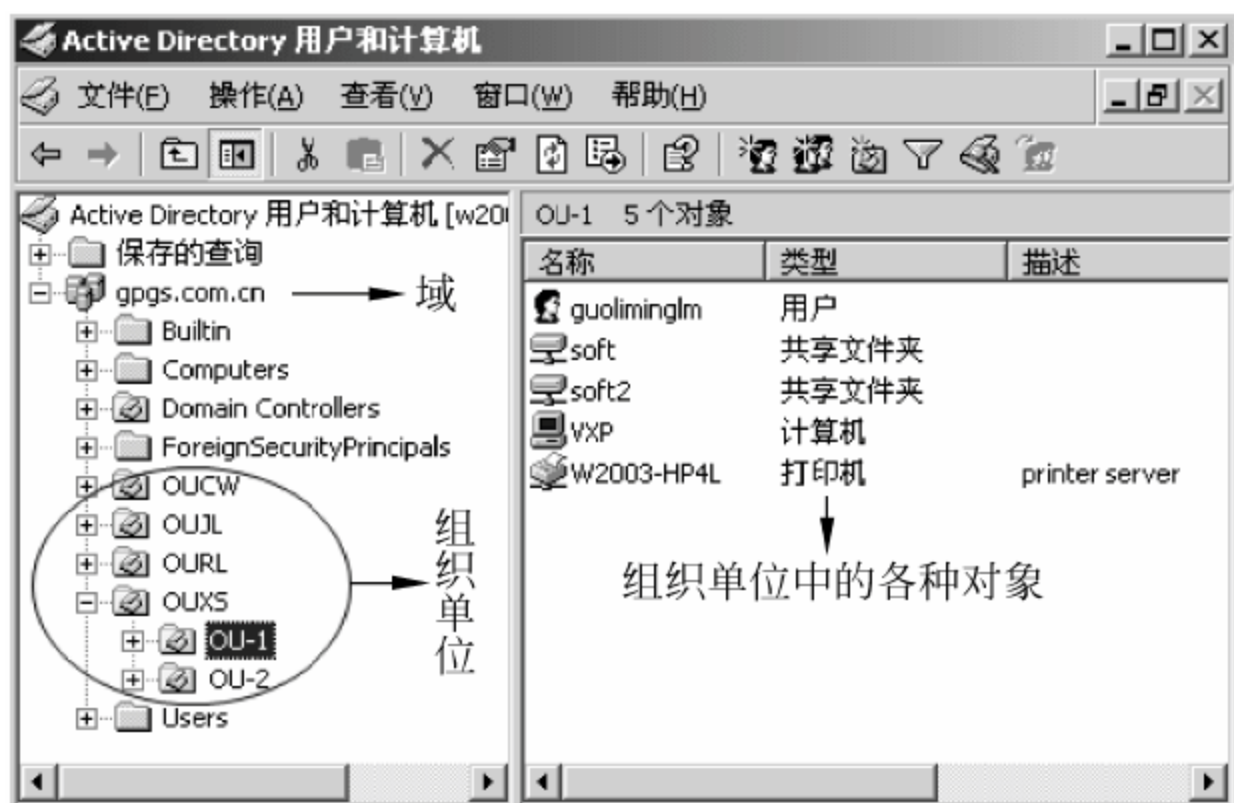 Active Directory 用户和计算机
文件(F) 操作(A) 查看(V) 窗口(W) 帮助(H)
Active Directory 用户和计算机 [w200
保存的查询
gpgs.com.cn
域
Builtin
Computers
Domain Controllers
ForeignSecurityPrincipals
OUCW
OUJL
OURL
OUXS
OU-1
OU-2
Users
组织单位
OU-1 5 个对象
名称 类型 描述
guoliminglm 用户
soft 共享文件夹
soft2 共享文件夹
VXP 计算机
W2003-HP4L 打印机 printer server
组织单位中的各种对象